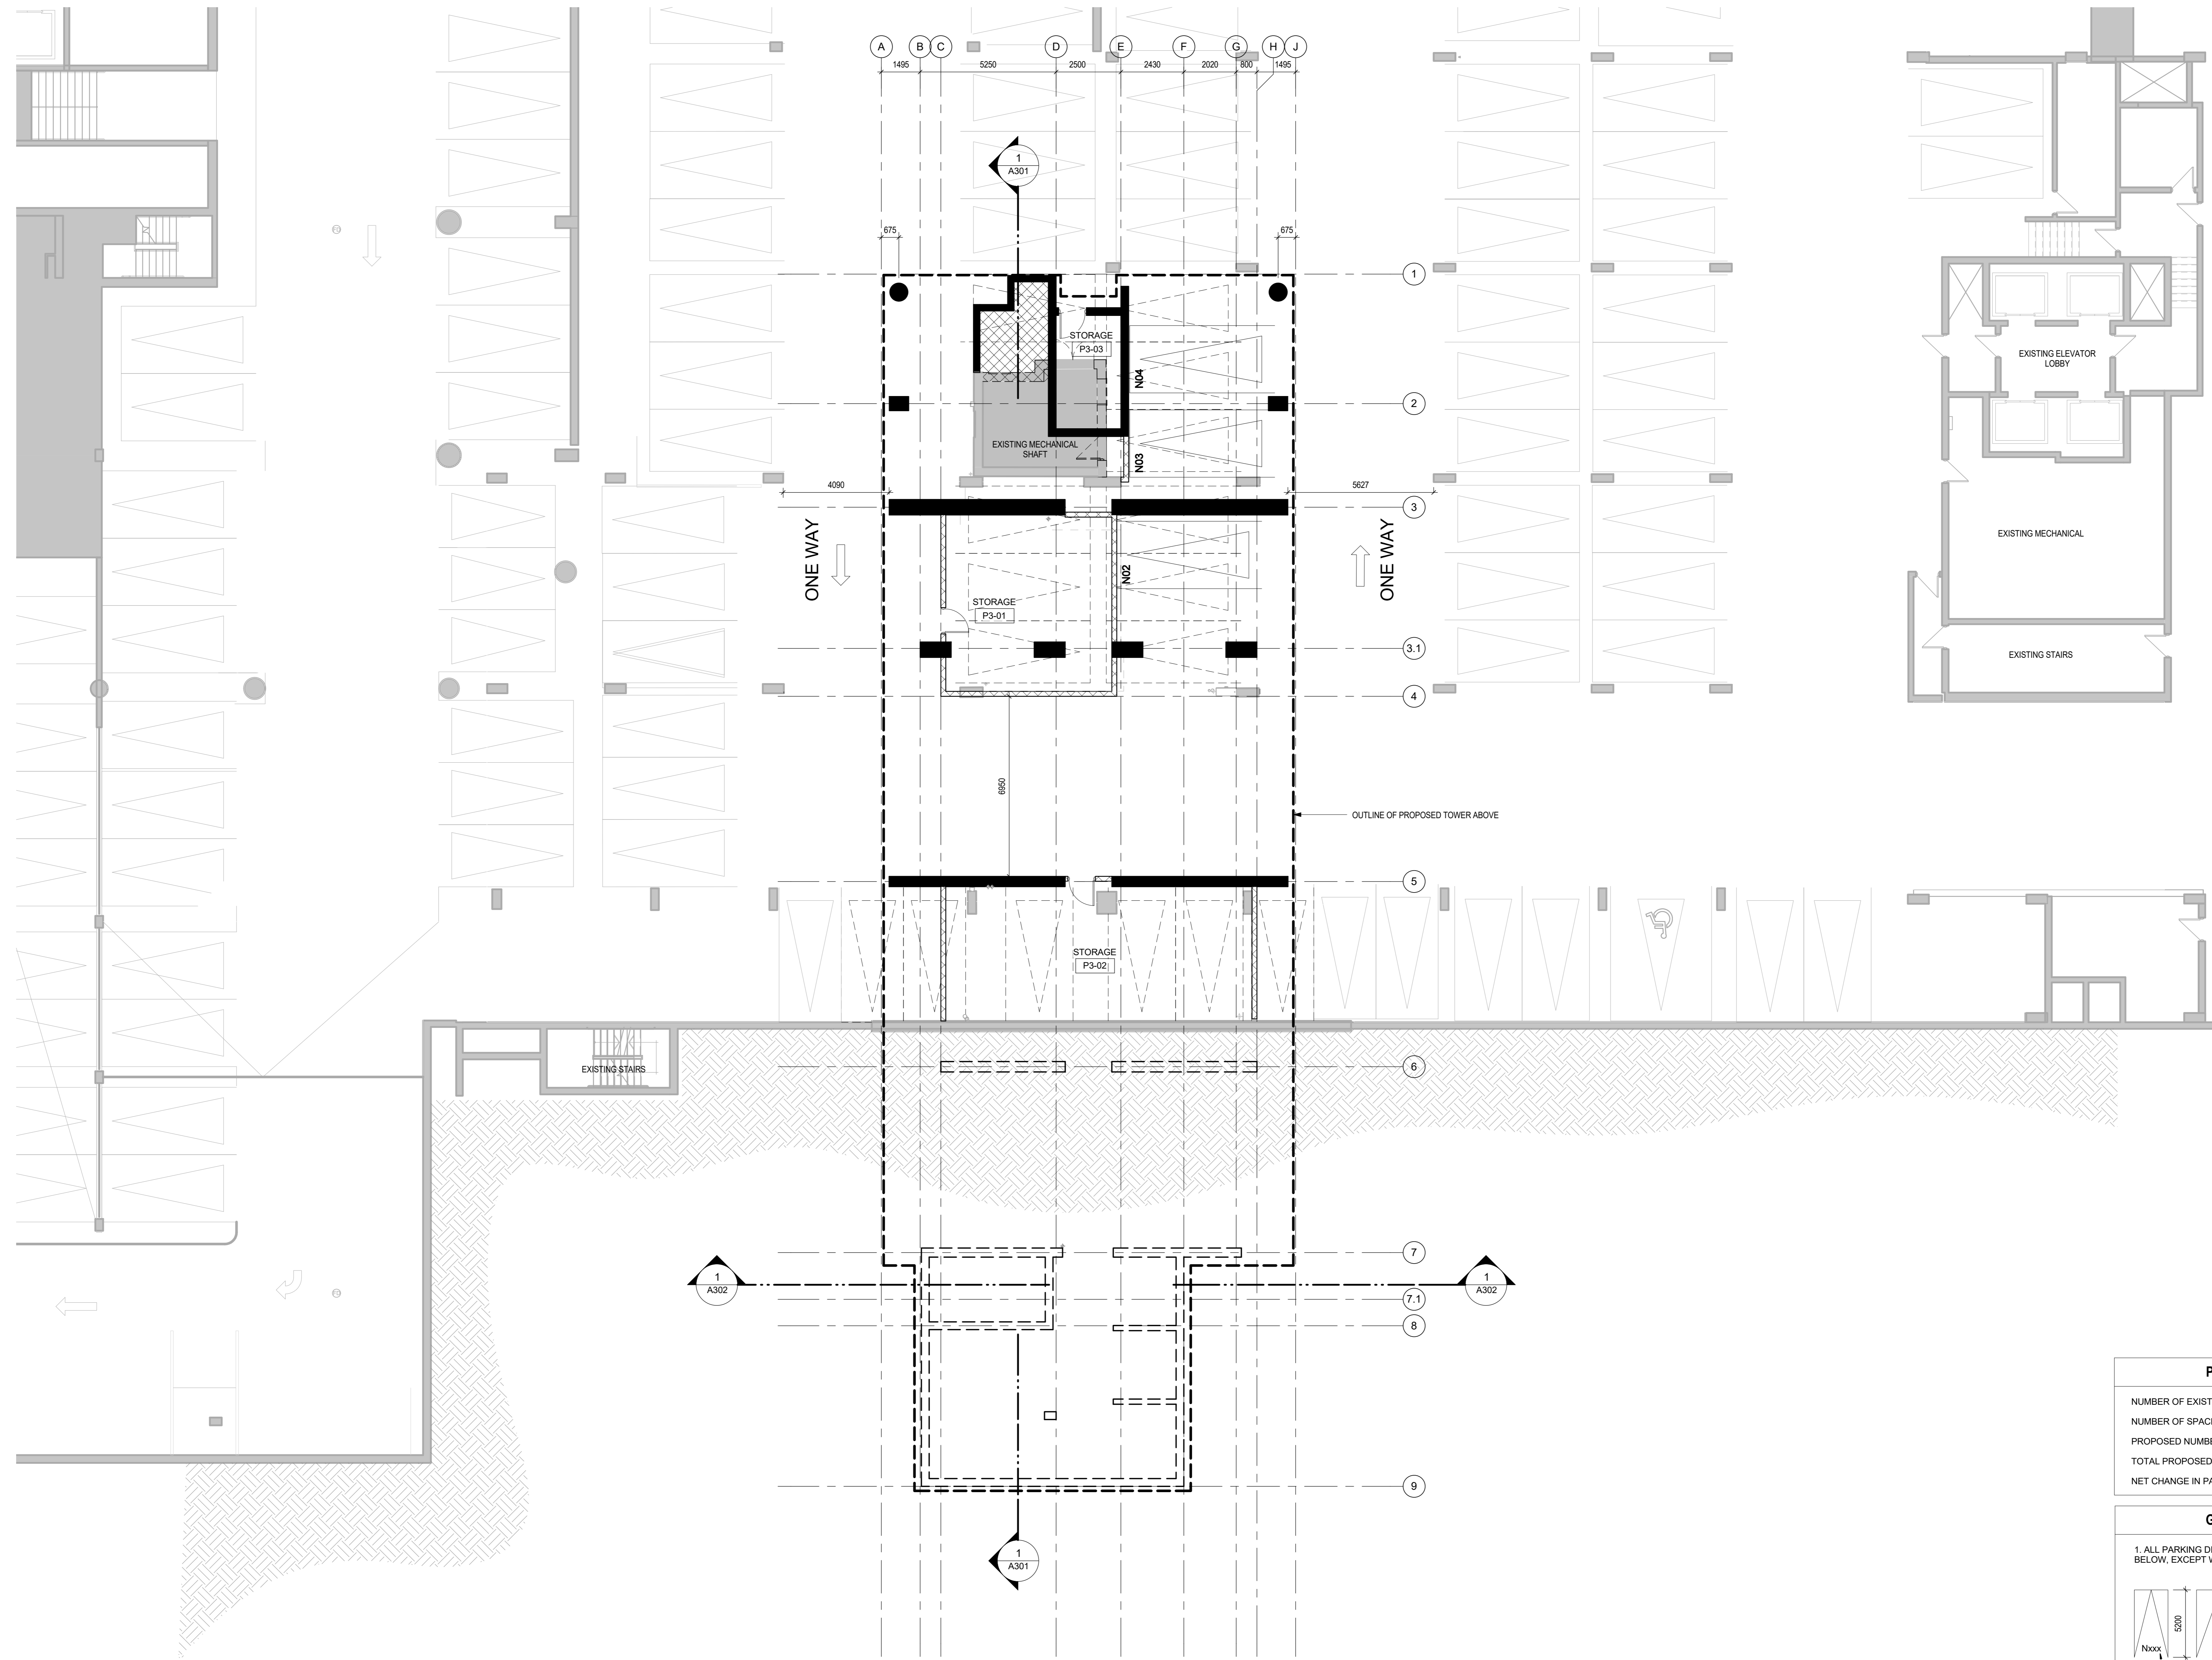 A B C D E F G H J
1495 5250 2500 2430 2020 800 1495
1
A301
675 675
1
STORAGE
P3-03
N04
2
EXISTING MECHANICAL
SHAFT
N03
4090 5627
3
ONE WAY
ONE WAY
N02
STORAGE
P3-01
3.1
4
6950
OUTLINE OF PROPOSED TOWER ABOVE
5
STORAGE
P3-02
6
EXISTING STAIRS
7
1
A302
1
A302
7.1
8
9
1
A301
EXISTING ELEVATOR
LOBBY
EXISTING MECHANICAL
EXISTING STAIRS
P
NUMBER OF EXIST
NUMBER OF SPAC
PROPOSED NUMBE
TOTAL PROPOSED
NET CHANGE IN PA
G
1. ALL PARKING DI
BELOW, EXCEPT W
5200
Nxxx